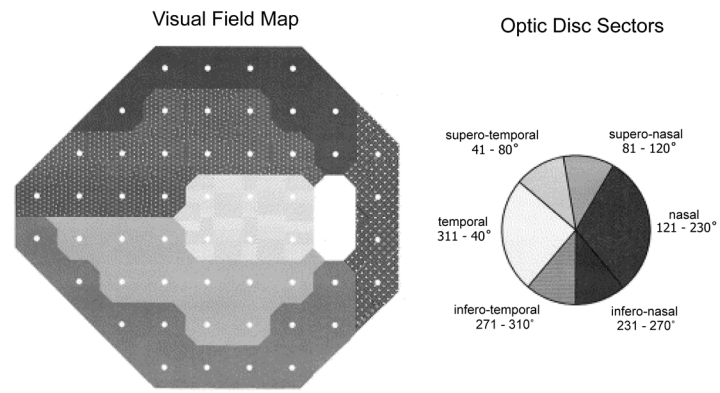 Visual Field Map
Optic Disc Sectors
supero-temporal
41 - 80°
supero-nasal
81 - 120°
temporal
311 - 40°
nasal
121 - 230°
infero-temporal
271 - 310°
infero-nasal
231 - 270°